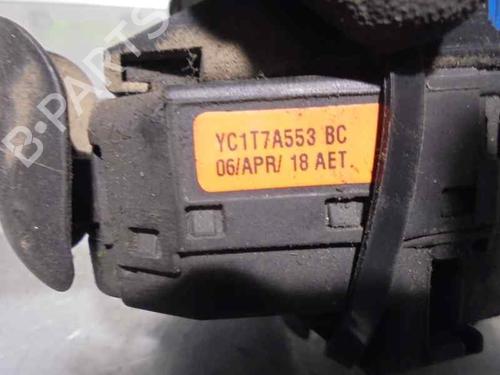 B-PARTS
YC1T7A553 BC
06/APR/ 18 AET.